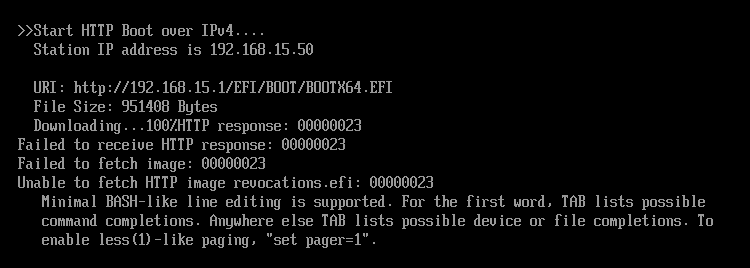 >>Start HTTP Boot over IPv4....
Station IP address is 192.168.15.50
URI: http://192.168.15.1/EFI/BOOT/BOOTX64.EFI
File Size: 951408 Bytes
Downloading...100%HTTP response: 00000023
Failed to receive HTTP response: 00000023
Failed to fetch image: 00000023
Unable to fetch HTTP image revocations.efi: 00000023
Minimal BASH-like line editing is supported. For the first word, TAB lists possible
command completions. Anywhere else TAB lists possible device or file completions. To
enable less(1)-like paging, "set pager=1".